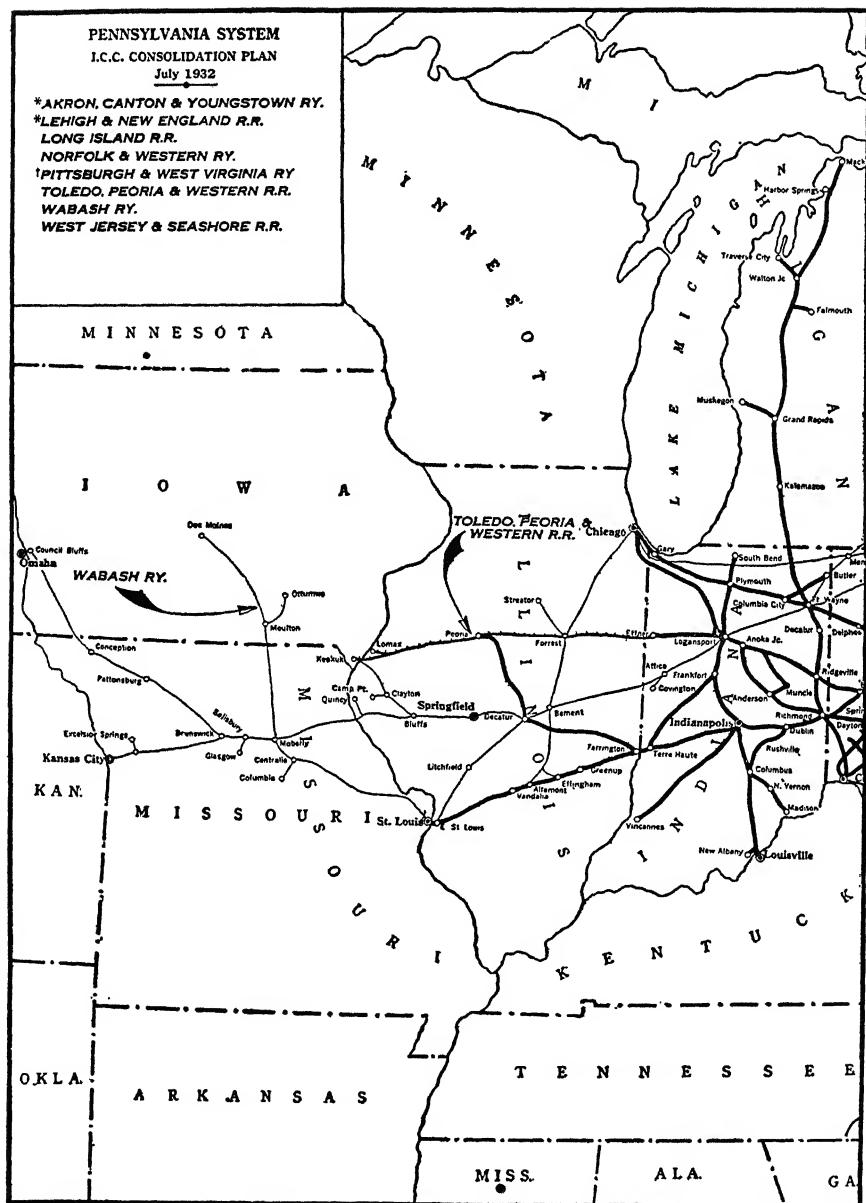 PENNSYLVANIA SYSTEM
I.C.C. CONSOLIDATION PLAN
July 1932
*AKRON, CANTON & YOUNGSTOWN RY.
*LEHIGH & NEW ENGLAND R.R.
LONG ISLAND R.R.
NORFOLK & WESTERN RY.
†PITTSBURGH & WEST VIRGINIA RY
TOLEDO, PEORIA & WESTERN R.R.
WABASH RY.
WEST JERSEY & SEASHORE R.R.
M I
MINNESOTA
MICHIGAN
LAKE MICHIGAN
Mack
Harbor Springs
Traverse City
Walton Jc
Falmouth
MINNESOTA
Muskegon
Grand Rapids
Kalamazoo
IOWA
Des Moines
TOLEDO, PEORIA &
WESTERN R.R.
Chicago
Gary
South Bend
Butler
Council Bluffs
Omaha
WABASH RY.
Ottumwa
Streator
Plymouth
Columbia City
Ft Wayne
Moulton
Peoria
Forrest
Effner
Logansport
Anoka Jc.
Decatur
Delphos
Lomax
Keokuk
Conception
Pattonsburg
Attica
Frankfort
Covington
Ridgeville
Muncie
Camp Pt.
Quincy
Clayton
Springfield
Bluffs
Decatur
Bement
Anderson
Richmond
Spring
Dayton
Salisbury
Excelsior Springs
Brunswick
Glasgow
Moberly
Indianapolis
Dublin
Kansas City
Centralia
Columbia
Litchfield
Farrington
Terre Haute
Rushville
Columbus
KAN.
MISSOURI
Greenup
Effingham
Altamont
Vandalia
N. Vernon
Madison
St. Louis
St Louis
Vincennes
New Albany
Louisville
MISSOURI
ILLINOIS
INDIANA
KENTUCK
OKLA.
ARKANSAS
TENNESSEE
MISS.
ALA.
GA